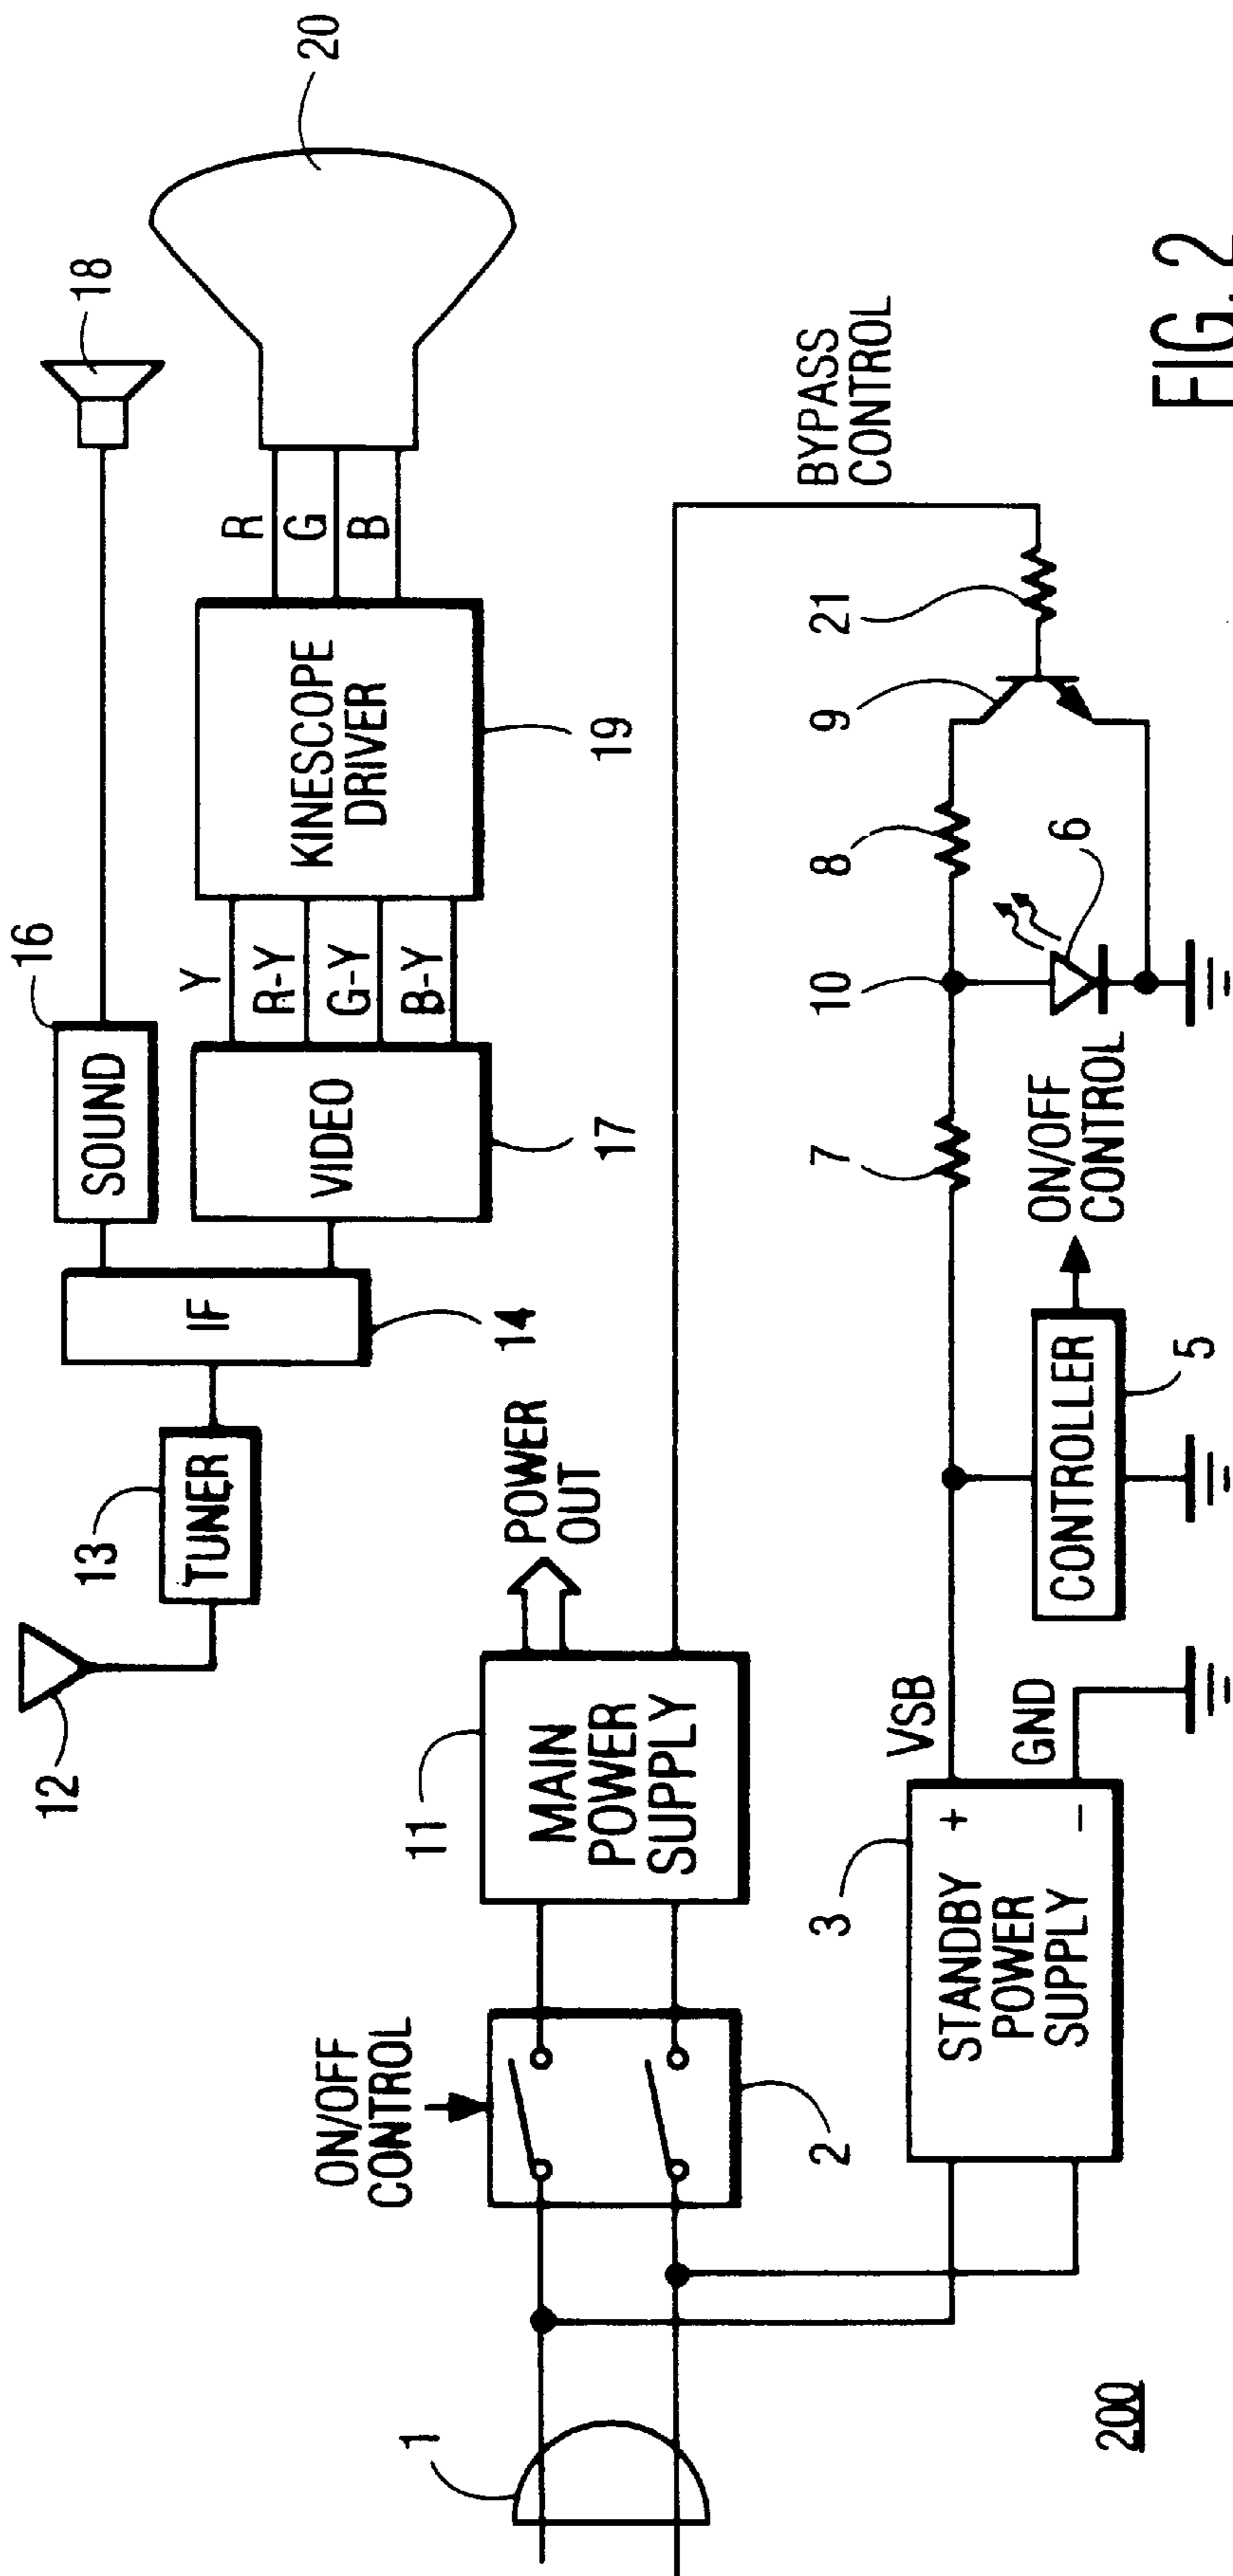 12
13
TUNER
IF
14
16
SOUND
18
VIDEO
17
Y
R-Y
G-Y
B-Y
KINESCOPE
DRIVER
19
R
G
B
20
1
ON/OFF
CONTROL
2
11
MAIN
POWER
SUPPLY
POWER
OUT
BYPASS
CONTROL
3
STANDBY
POWER
SUPPLY
+
−
VSB
GND
CONTROLLER
5
ON/OFF
CONTROL
7
10
6
8
9
21
200
FIG. 2